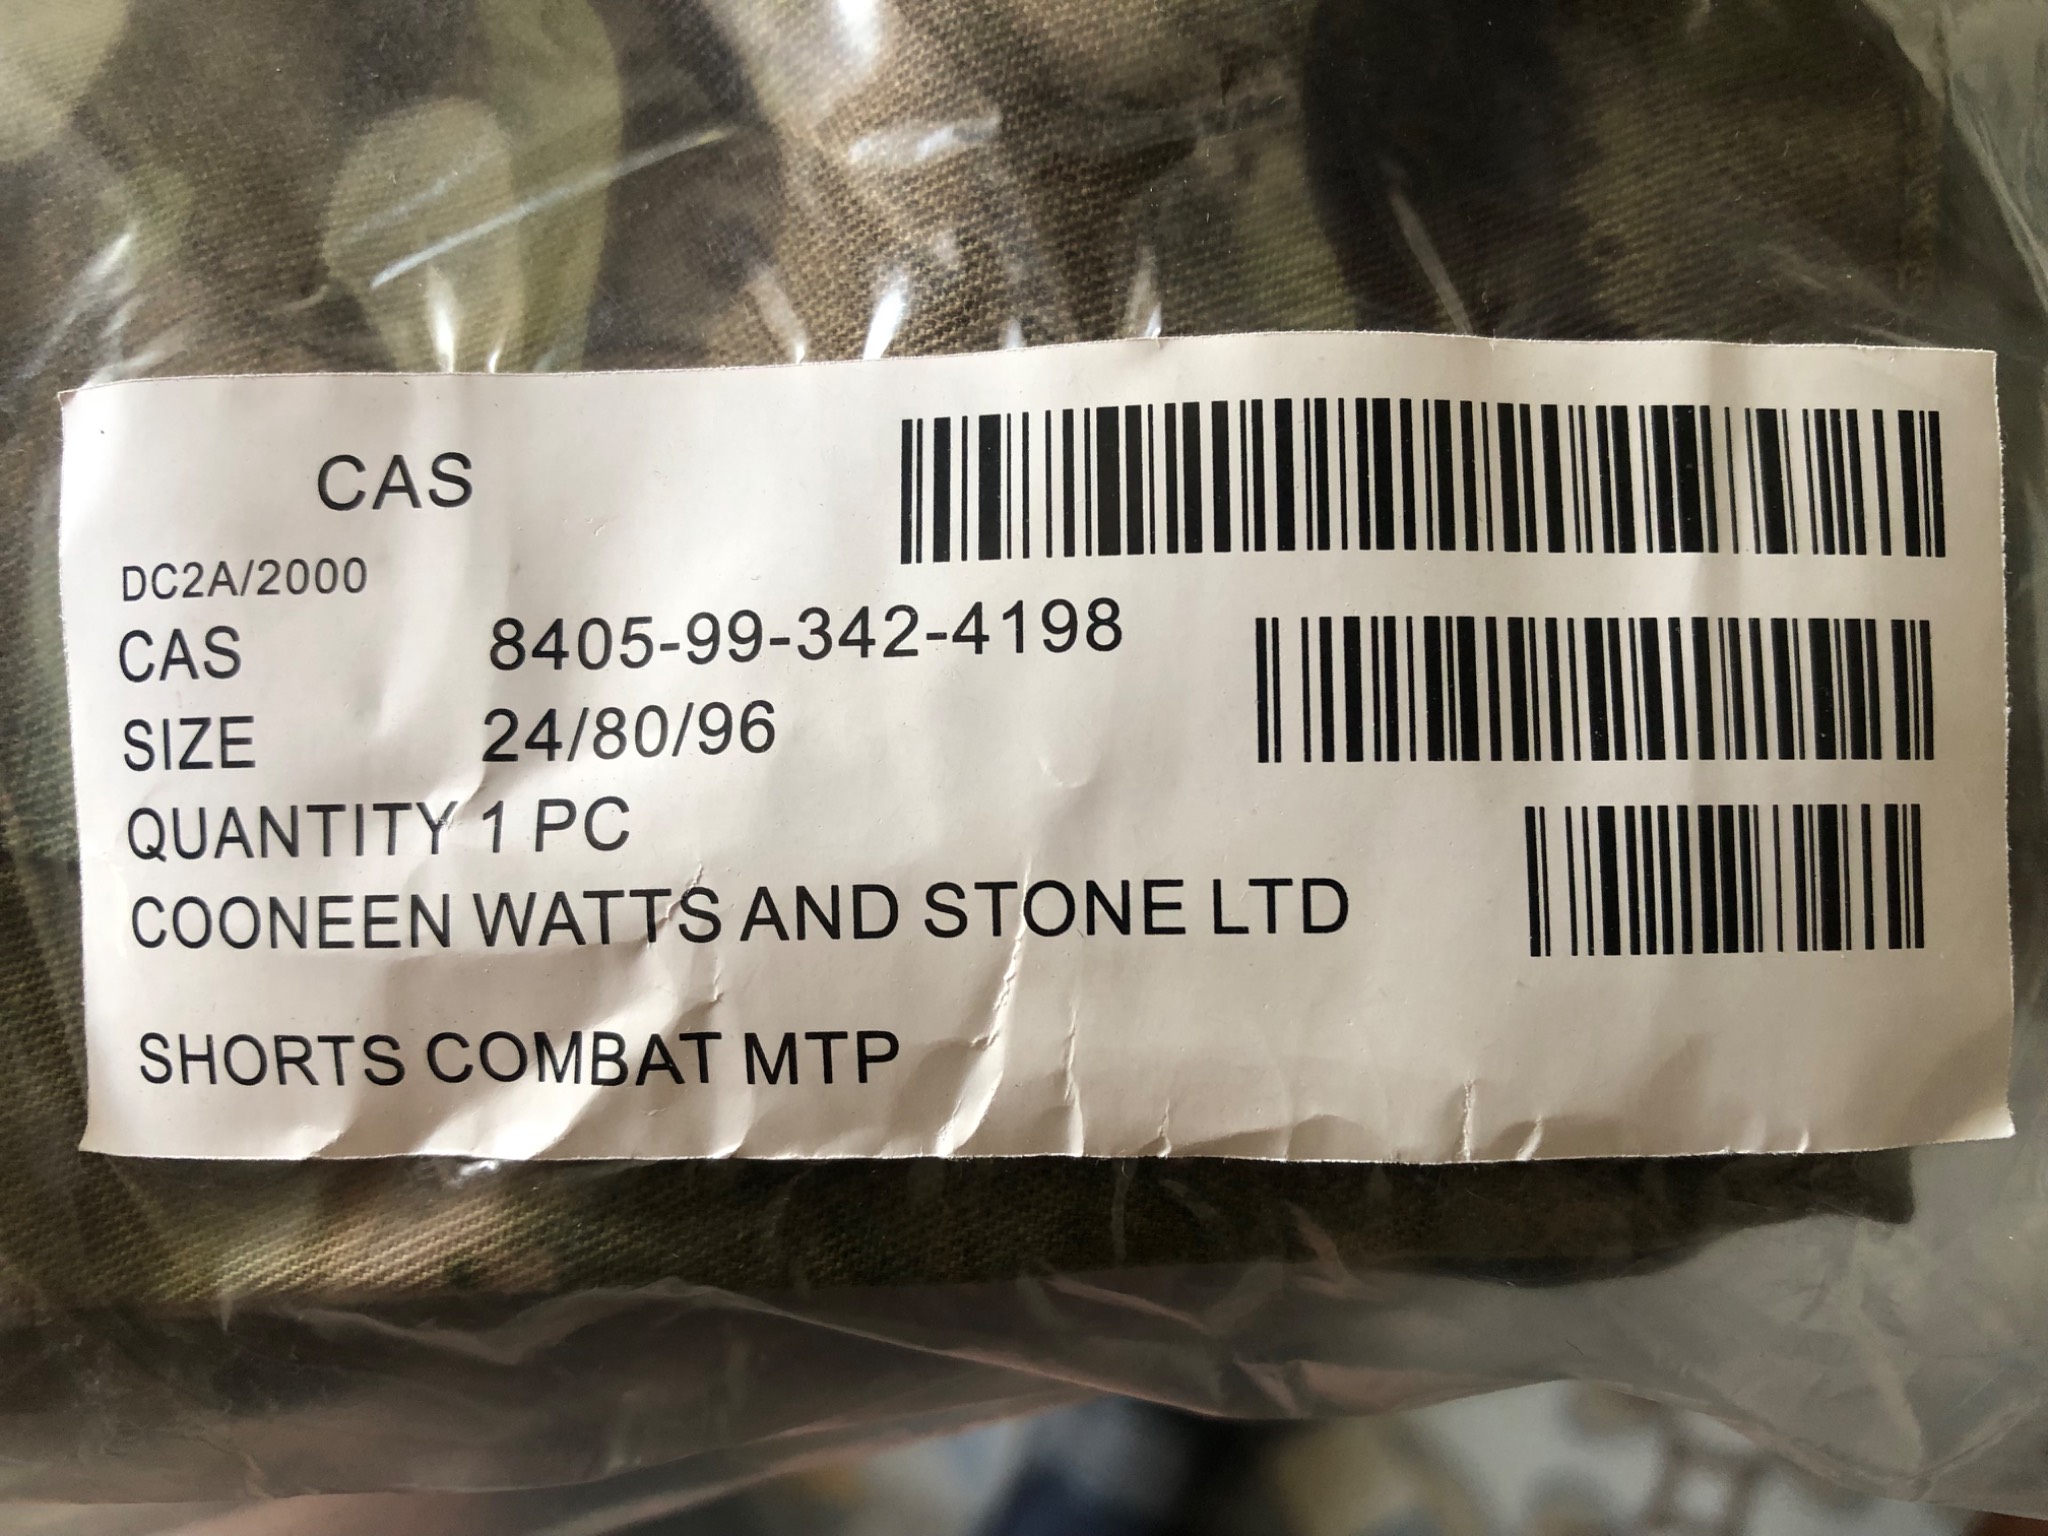 CAS
DC2A/2000
CAS 8405-99-342-4198
SIZE 24/80/96
QUANTITY 1 PC
COONEEN WATTS AND STONE LTD
SHORTS COMBAT MTP